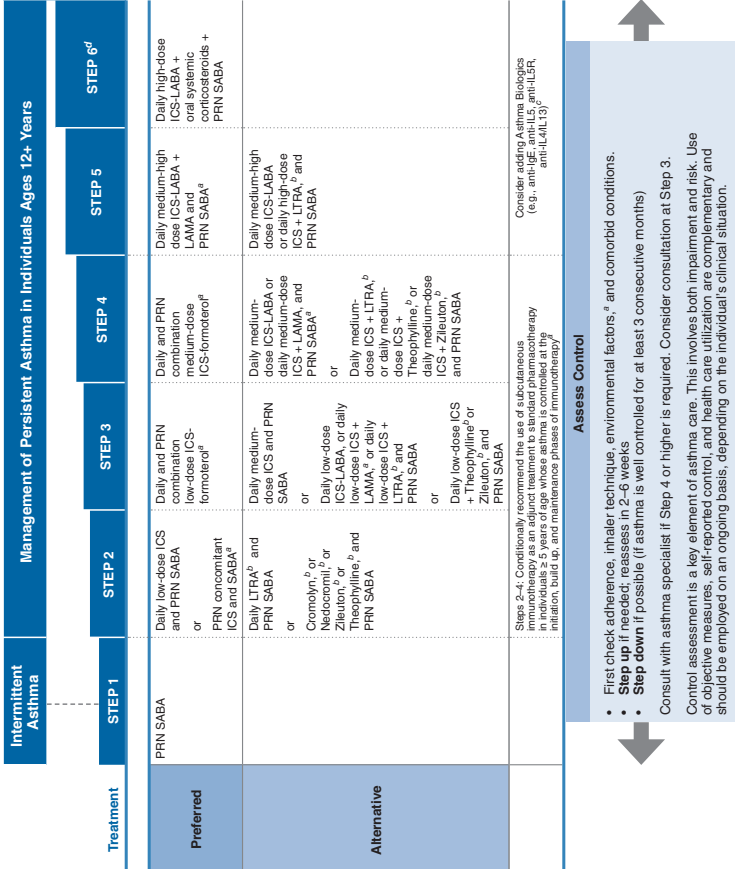 Intermittent
Asthma
Management of Persistent Asthma in Individuals Ages 12+ Years
Treatment
STEP 1
STEP 2
STEP 3
STEP 4
STEP 5
STEP 6d
Preferred
PRN SABA
Daily low-dose ICS
and PRN SABA
or
PRN concomitant
ICS and SABAa
Daily and PRN
combination
low-dose ICS-
formoterola
Daily and PRN
combination
medium-dose
ICS-formoterola
Daily medium-high
dose ICS-LABA +
LAMA and
PRN SABAa
Daily high-dose
ICS-LABA +
oral systemic
corticosteroids +
PRN SABA
Alternative
Daily LTRAb and
PRN SABA
or
Cromolyn,b or
Nedocromil,b or
Zileuton,b or
Theophylline,b and
PRN SABA
Daily medium-
dose ICS and PRN
SABA
or
Daily low-dose
ICS-LABA, or daily
low-dose ICS +
LAMA,a or daily
low-dose ICS +
LTRA,b and
PRN SABA
or
Daily low-dose ICS
+ Theophyllineb or
Zileuton,b and
PRN SABA
Daily medium-
dose ICS-LABA or
daily medium-dose
ICS + LAMA, and
PRN SABAa
or
Daily medium-
dose ICS + LTRA,b
or daily medium-
dose ICS +
Theophylline,b or
daily medium-dose
ICS + Zileuton,b
and PRN SABA
Daily medium-high
dose ICS-LABA
or daily high-dose
ICS + LTRA,b and
PRN SABA
Steps 2–4: Conditionally recommend the use of subcutaneous
immunotherapy as an adjunct treatment to standard pharmacotherapy
in individuals ≥ 5 years of age whose asthma is controlled at the
initiation, build up, and maintenance phases of immunotherapya
Consider adding Asthma Biologics
(e.g., anti-IgE, anti-IL5, anti-IL5R,
anti-IL4/IL13)c
Assess Control
• First check adherence, inhaler technique, environmental factors,a and comorbid conditions.
• Step up if needed; reassess in 2–6 weeks
• Step down if possible (if asthma is well controlled for at least 3 consecutive months)
Consult with asthma specialist if Step 4 or higher is required. Consider consultation at Step 3.
Control assessment is a key element of asthma care. This involves both impairment and risk. Use
of objective measures, self-reported control, and health care utilization are complementary and
should be employed on an ongoing basis, depending on the individual's clinical situation.